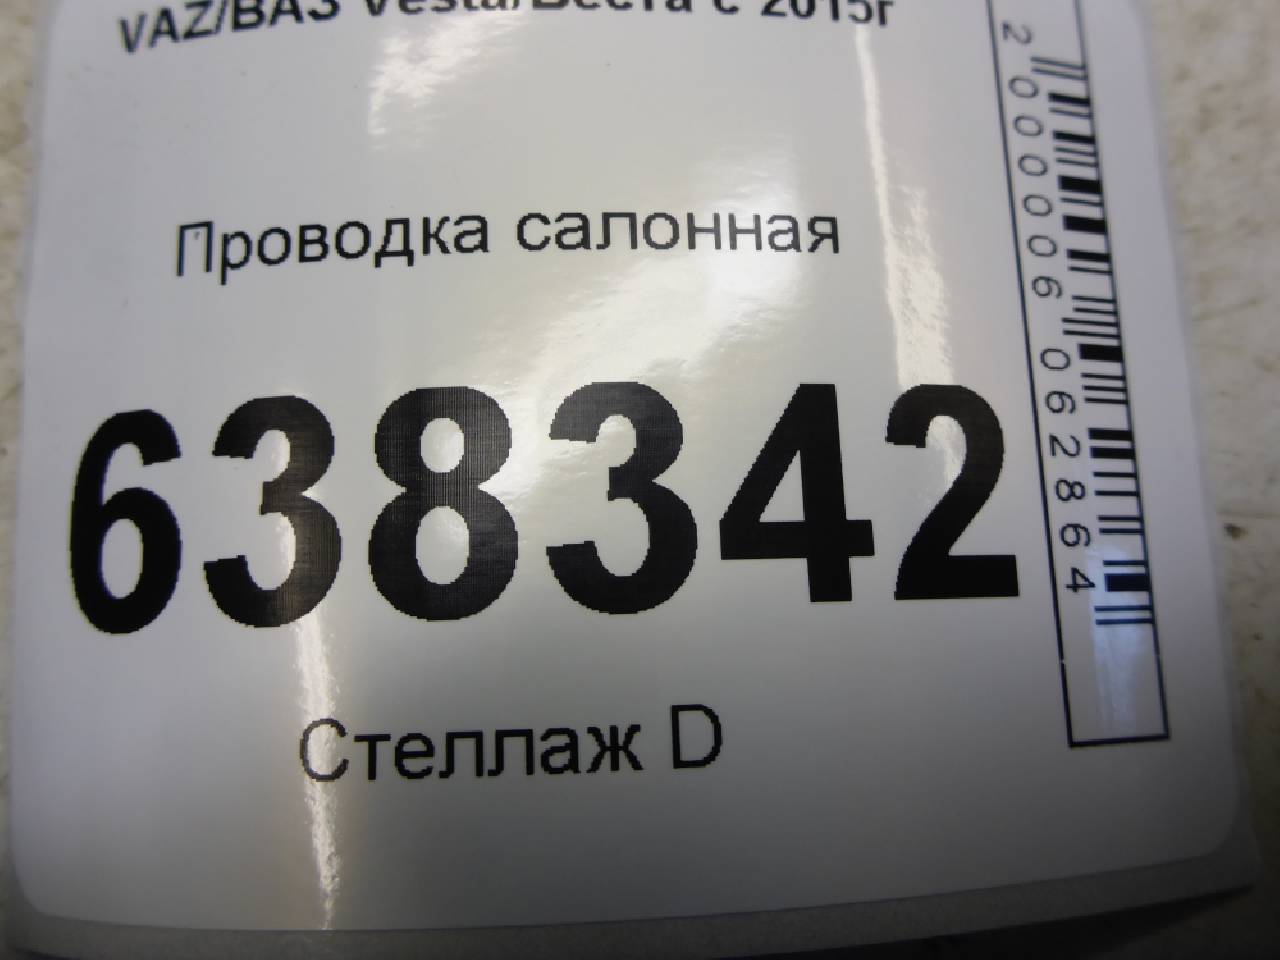 VAZ/ВАЗ Vesta/Веста с 2015г
Проводка салонная
638342
Стеллаж D
2000006062864